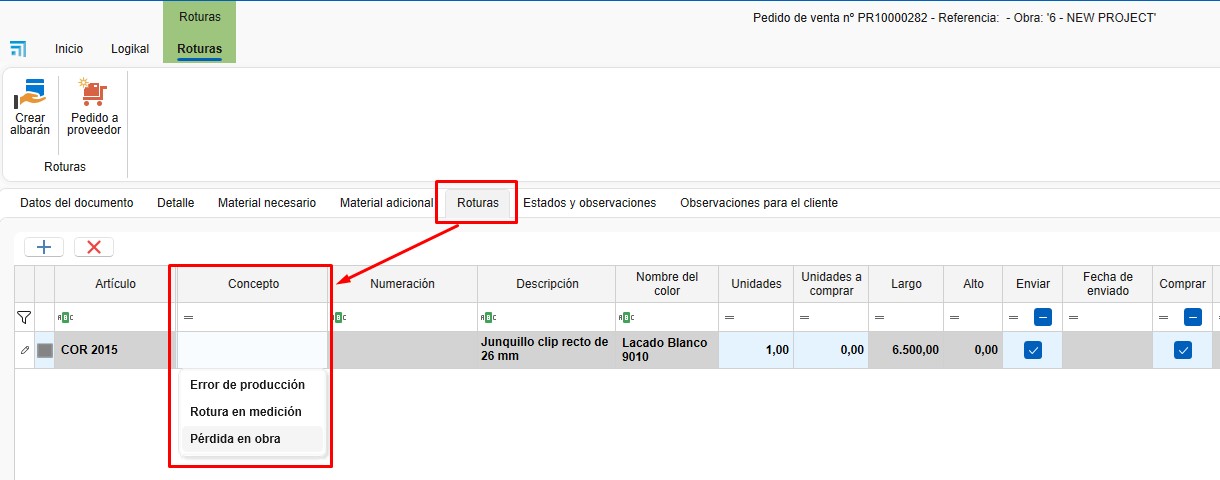 Roturas
Pedido de venta nº PR10000282 - Referencia:  - Obra: '6 - NEW PROJECT'
Inicio
Logikal
Roturas
Crear
albarán
Pedido a
proveedor
Roturas
Datos del documento
Detalle
Material necesario
Material adicional
Roturas
Estados y observaciones
Observaciones para el cliente
Artículo
Concepto
Numeración
Descripción
Nombre del
color
Unidades
Unidades a
comprar
Largo
Alto
Enviar
Fecha de
enviado
Comprar
ABC
=
ABC
ABC
ABC
=
=
=
=
=
=
=
COR 2015
Junquillo clip recto de
26 mm
Lacado Blanco
9010
1,00
0,00
6.500,00
0,00
Error de producción
Rotura en medición
Pérdida en obra